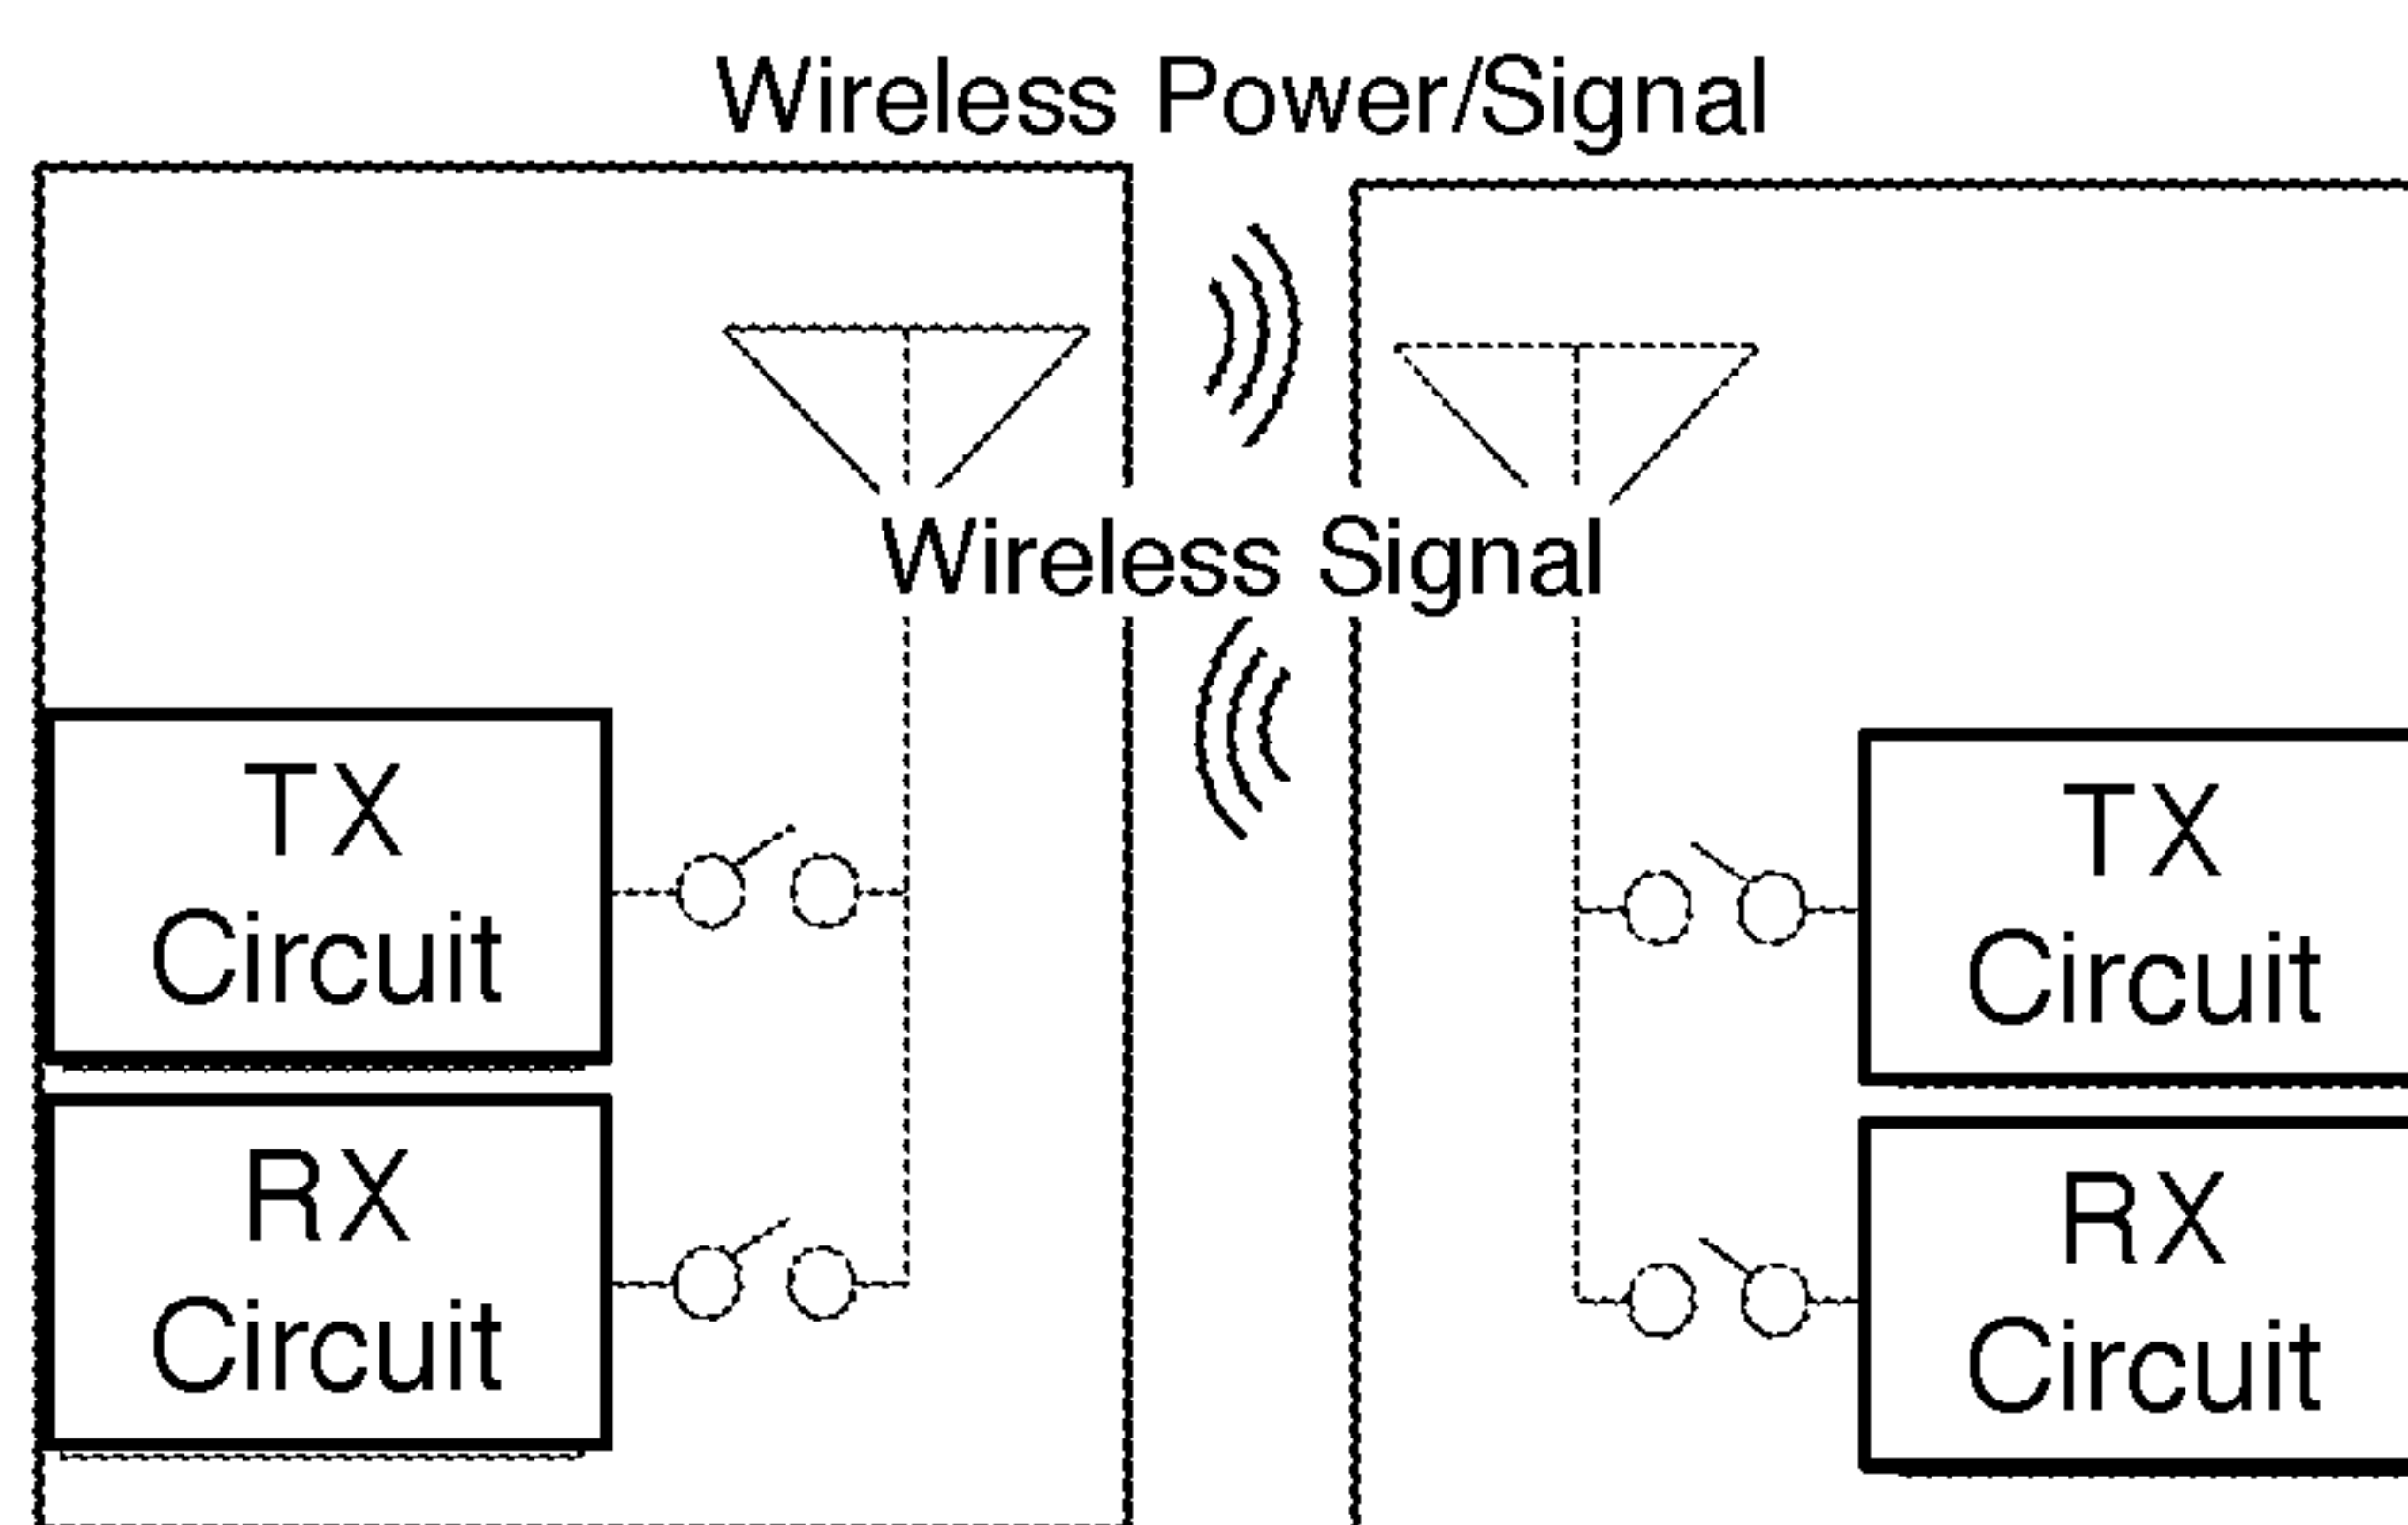 Wireless Power/Signal
Wireless Signal
TX
Circuit
TX
Circuit
RX
Circuit
RX
Circuit